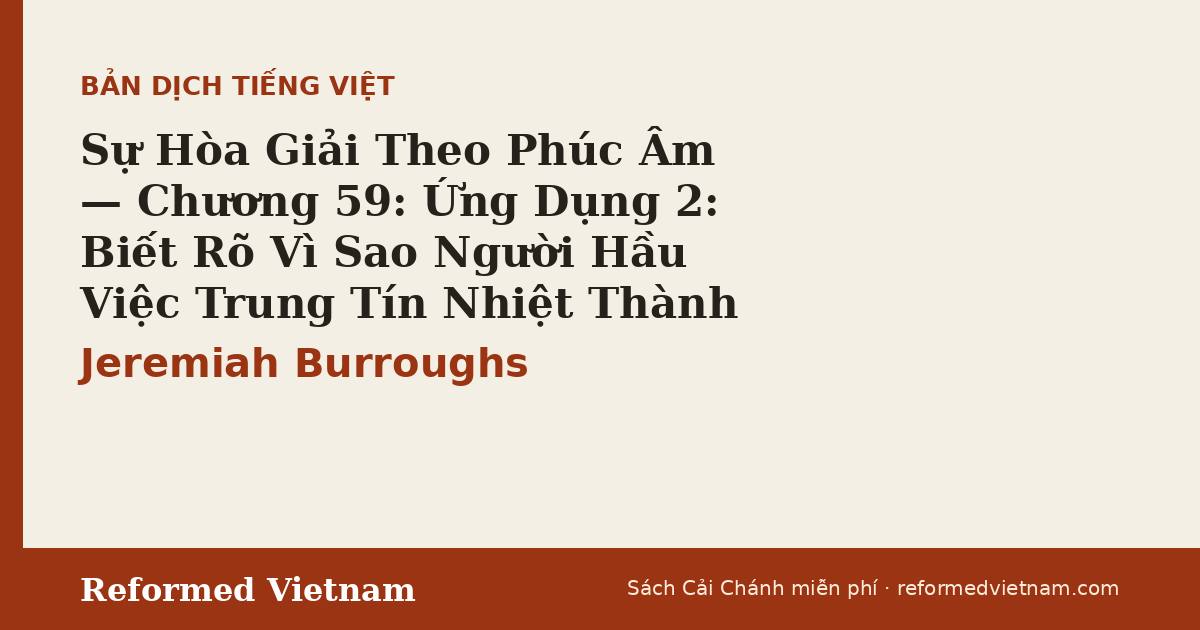 BẢN DỊCH TIẾNG VIỆT
Sự Hòa Giải Theo Phúc Âm
— Chương 59: Ứng Dụng 2:
Biết Rõ Vì Sao Người Hầu
Việc Trung Tín Nhiệt Thành
Jeremiah Burroughs
Reformed Vietnam
Sách Cải Chánh miễn phí · reformedvietnam.com